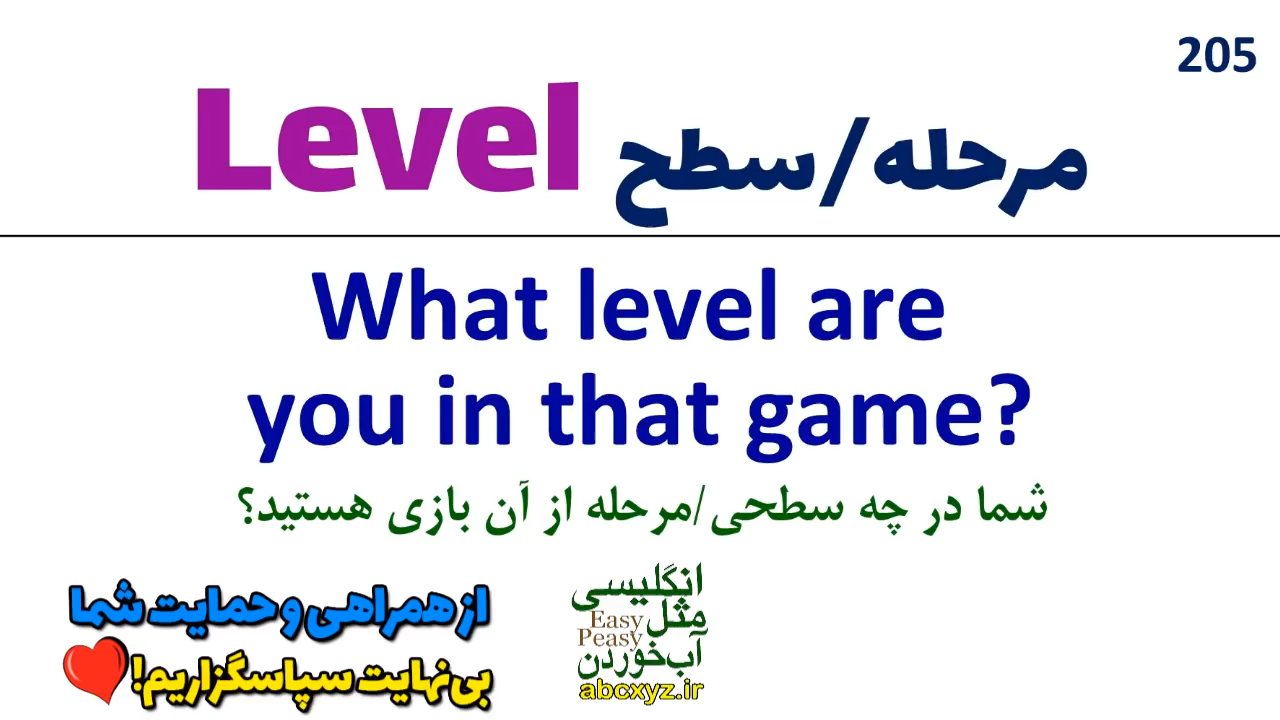 205
Level مرحله/سطح
What level are
you in that game?
شما در چه سطحی/مرحله از آن بازی هستید؟
از همراهی و حمایت شما
بی‌نهایت سپاسگزاریم!
انگلیسی
مثل Easy
Peasy
آب‌خوردن
abcxyz.ir